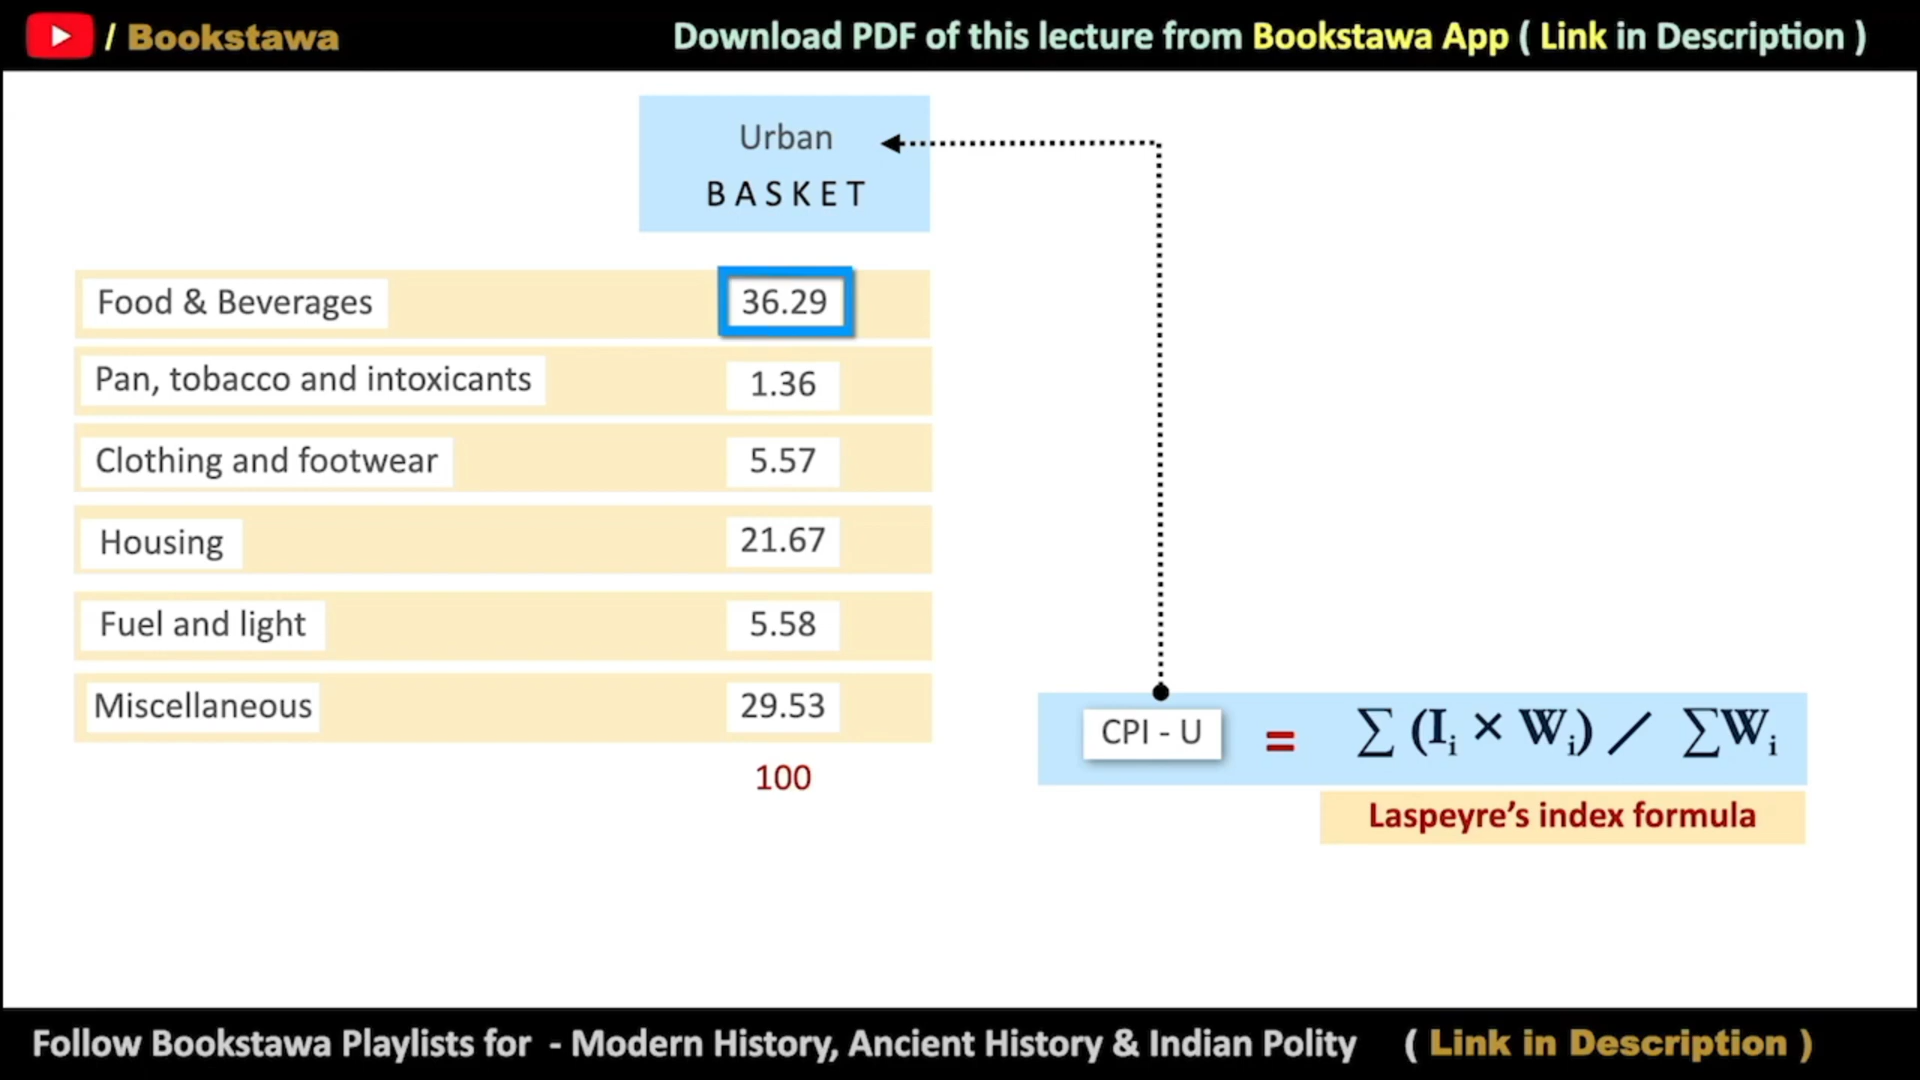 / Bookstawa
Download PDF of this lecture from Bookstawa App ( Link in Description )
Urban
BASKET
Food & Beverages 36.29
Pan, tobacco and intoxicants 1.36
Clothing and footwear 5.57
Housing 21.67
Fuel and light 5.58
Miscellaneous 29.53
100
CPI - U = ∑ (Iᵢ × Wᵢ) / ∑Wᵢ
Laspeyre’s index formula
Follow Bookstawa Playlists for - Modern History, Ancient History & Indian Polity ( Link in Description )